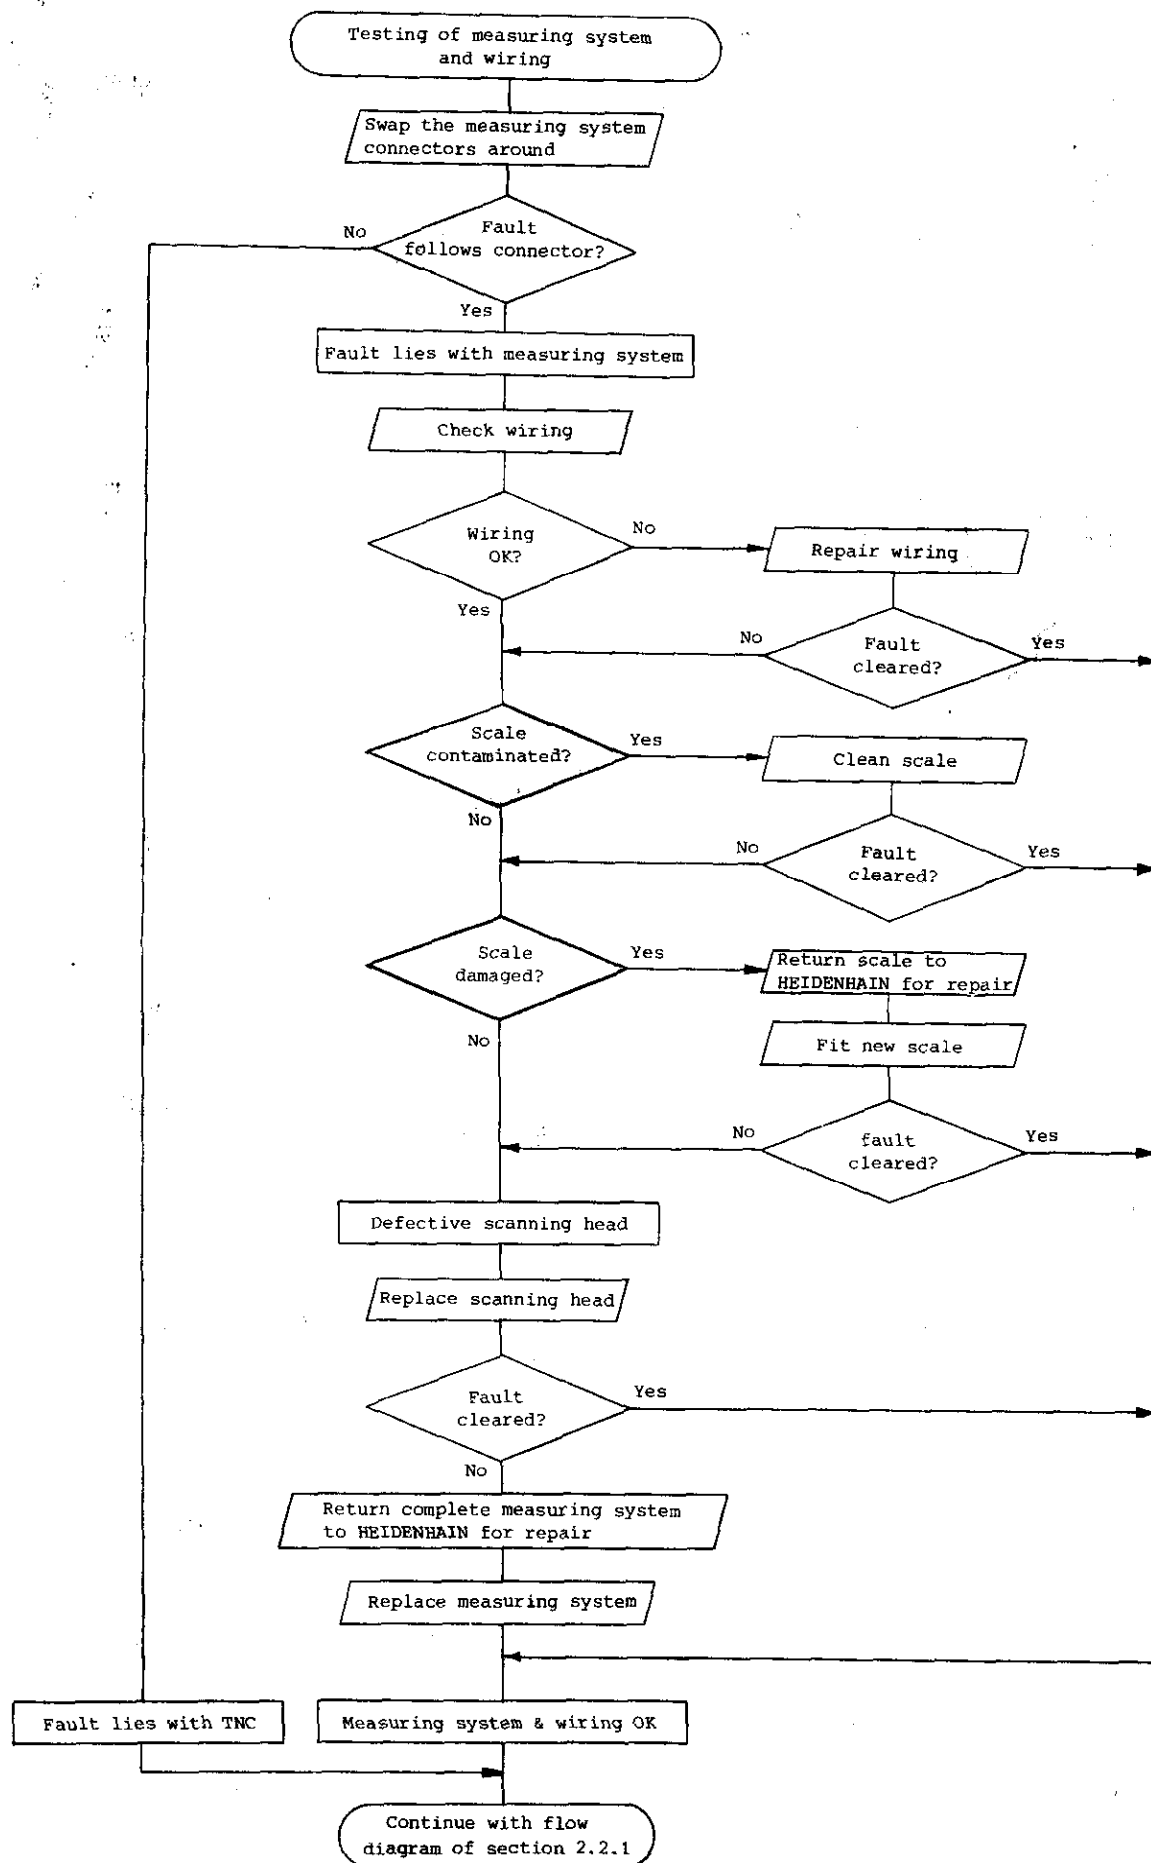 Testing of measuring system
and wiring
Swap the measuring system
connectors around
No
Fault
follows connector?
Yes
Fault lies with measuring system
Check wiring
Wiring
OK?
No
Repair wiring
Yes
No
Fault
cleared?
Yes
Scale
contaminated?
Yes
Clean scale
No
No
Fault
cleared?
Yes
Scale
damaged?
Yes
Return scale to
HEIDENHAIN for repair
No
Fit new scale
No
fault
cleared?
Yes
Defective scanning head
Replace scanning head
Fault
cleared?
Yes
No
Return complete measuring system
to HEIDENHAIN for repair
Replace measuring system
Fault lies with TNC
Measuring system & wiring OK
Continue with flow
diagram of section 2.2.1